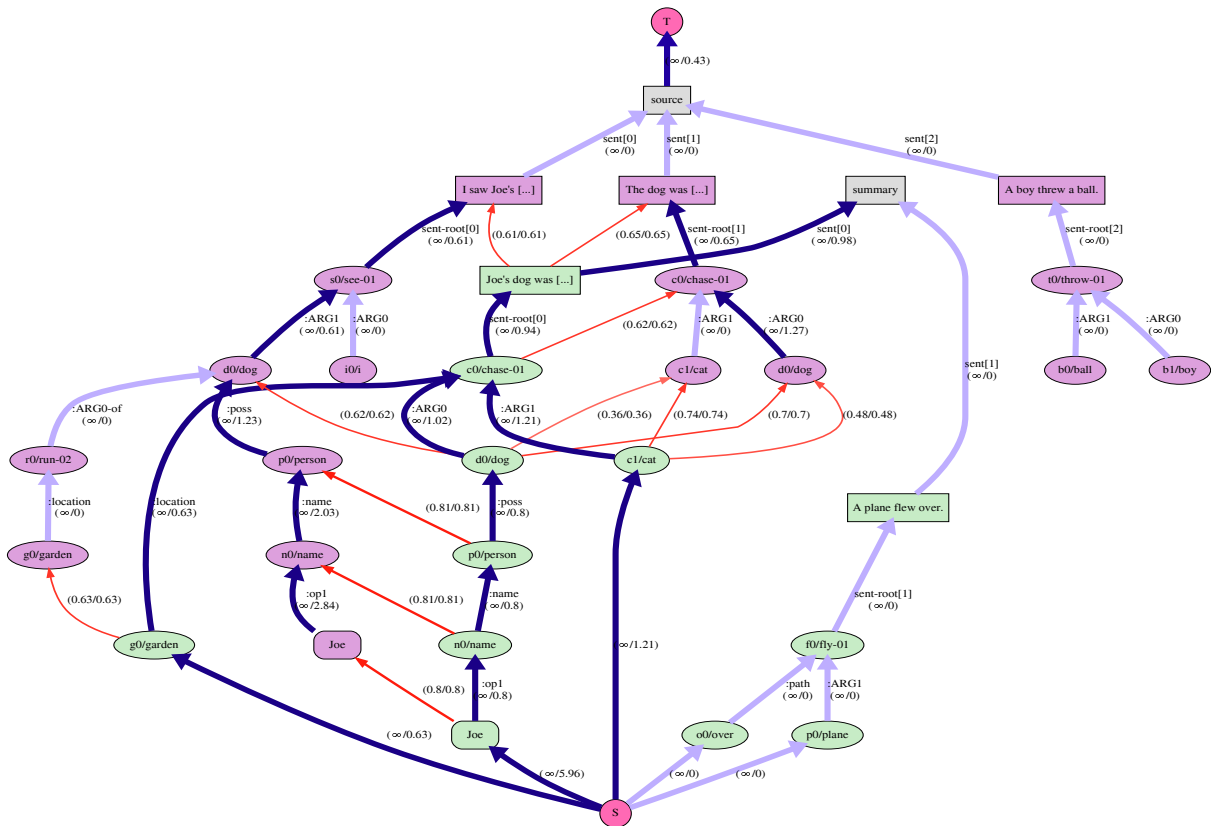 T
(∞/0.43)
source
sent[0]
(∞/0)
sent[1]
(∞/0)
sent[2]
(∞/0)
I saw Joe's [...]
The dog was [...]
summary
A boy threw a ball.
sent-root[0]
(∞/0.61)
(0.61/0.61)
(0.65/0.65)
sent-root[1]
(∞/0.65)
sent[0]
(∞/0.98)
sent-root[2]
(∞/0)
s0/see-01
Joe's dog was [...]
c0/chase-01
t0/throw-01
:ARG1
(∞/0.61)
:ARG0
(∞/0)
sent-root[0]
(∞/0.94)
(0.62/0.62)
:ARG1
(∞/0)
:ARG0
(∞/1.27)
:ARG1
(∞/0)
:ARG0
(∞/0)
sent[1]
(∞/0)
d0/dog
i0/i
c0/chase-01
c1/cat
d0/dog
b0/ball
b1/boy
:ARG0-of
(∞/0)
:poss
(∞/1.23)
(0.62/0.62)
:ARG0
(∞/1.02)
:ARG1
(∞/1.21)
(0.36/0.36)
(0.74/0.74)
(0.7/0.7)
(0.48/0.48)
r0/run-02
p0/person
d0/dog
c1/cat
:location
(∞/0)
:location
(∞/0.63)
:name
(∞/2.03)
(0.81/0.81)
:poss
(∞/0.8)
A plane flew over.
g0/garden
n0/name
p0/person
(0.63/0.63)
:op1
(∞/2.84)
(0.81/0.81)
:name
(∞/0.8)
sent-root[1]
(∞/0)
g0/garden
Joe
n0/name
(∞/1.21)
f0/fly-01
(0.8/0.8)
:op1
(∞/0.8)
:path
(∞/0)
:ARG1
(∞/0)
(∞/0.63)
Joe
o0/over
p0/plane
(∞/5.96)
(∞/0)
(∞/0)
S